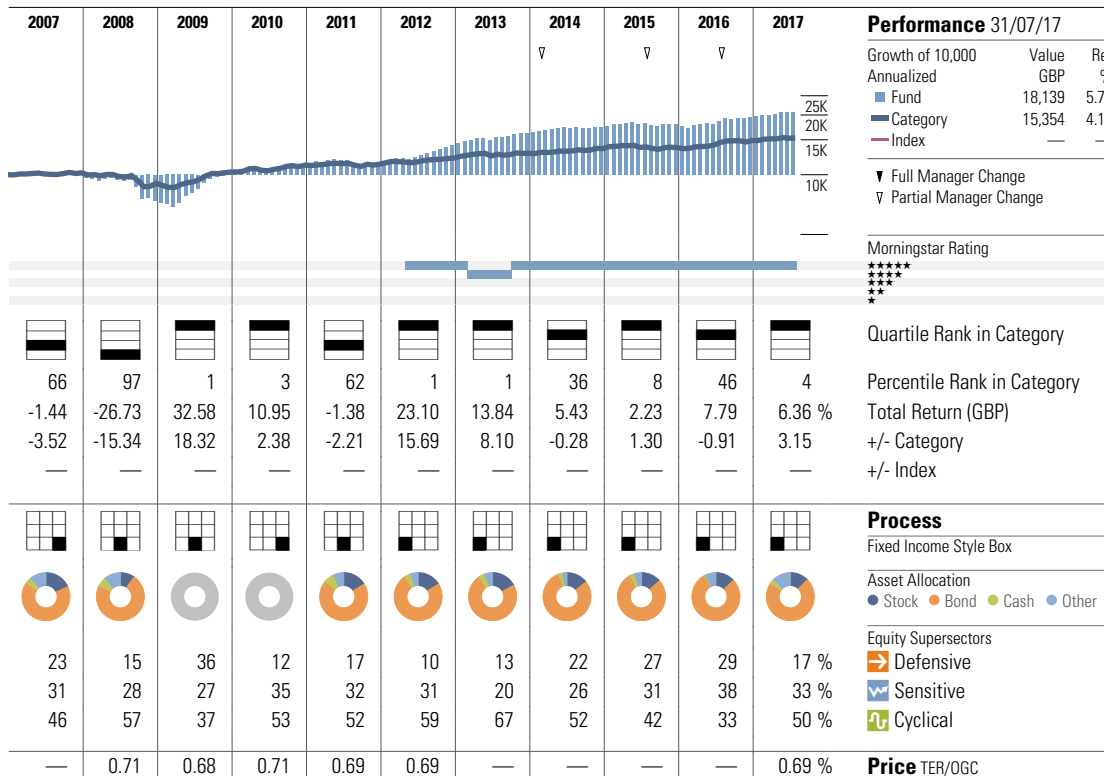 2007 2008 2009 2010 2011 2012 2013 2014 2015 2016 2017
Performance 31/07/17
Growth of 10,000 Value
Annualized GBP
Fund 18,139 5.7
Category 15,354 4.1
Index — —
▼ Full Manager Change
▽ Partial Manager Change
25K
20K
15K
10K
Morningstar Rating
★★★★★
★★★★
★★★
★★
★
Quartile Rank in Category
66 97 1 3 62 1 1 36 8 46 4 Percentile Rank in Category
-1.44 -26.73 32.58 10.95 -1.38 23.10 13.84 5.43 2.23 7.79 6.36 % Total Return (GBP)
-3.52 -15.34 18.32 2.38 -2.21 15.69 8.10 -0.28 1.30 -0.91 3.15 +/- Category
— — — — — — — — — — — +/- Index
Process
Fixed Income Style Box
Asset Allocation
Stock Bond Cash Other
Equity Supersectors
23 15 36 12 17 10 13 22 27 29 17 % Defensive
31 28 27 35 32 31 20 26 31 38 33 % Sensitive
46 57 37 53 52 59 67 52 42 33 50 % Cyclical
— 0.71 0.68 0.71 0.69 0.69 — — — — 0.69 % Price TER/OGC